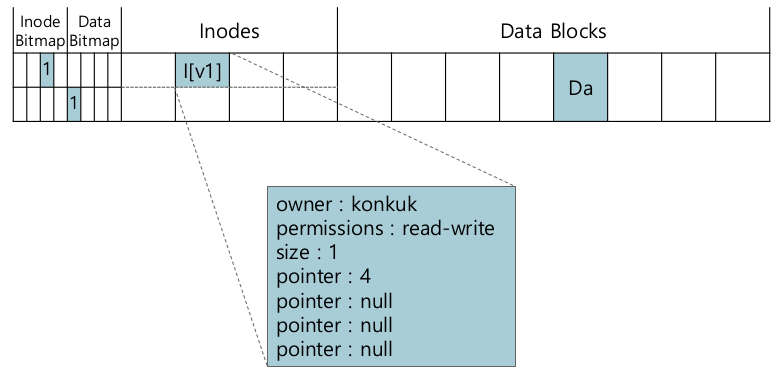 Inode
Bitmap
Data
Bitmap
Inodes
Data Blocks
1
I[v1]
1
Da
owner : konkuk
permissions : read-write
size : 1
pointer : 4
pointer : null
pointer : null
pointer : null